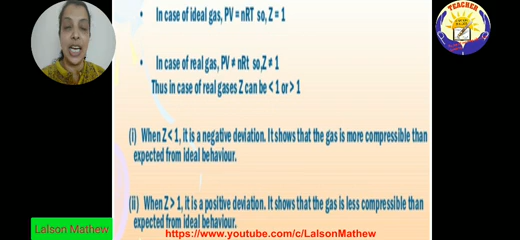 TEACHER
• In case of ideal gas, PV = nRT so, Z = 1
• In case of real gas, PV ≠ nRt so,Z ≠ 1
Thus in case of real gases Z can be < 1 or > 1
(i) When Z < 1, it is a negative deviation. It shows that the gas is more compressible than
expected from ideal behaviour.
(ii) When Z > 1, it is a positive deviation. It shows that the gas is less compressible than
expected from ideal behaviour.
Lalson Mathew
https://www.youtube.com/c/LalsonMathew